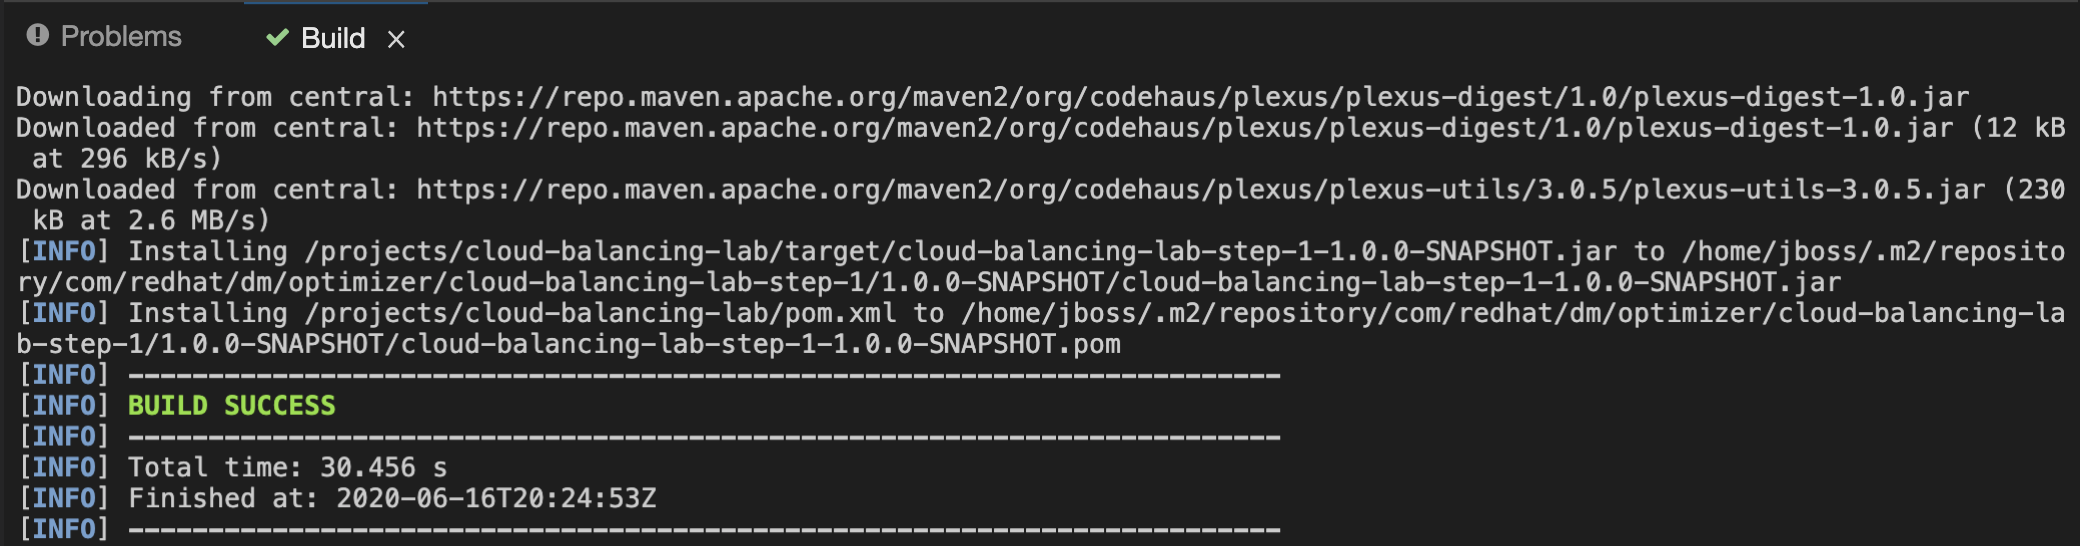 Problems
Build
Downloading from central: https://repo.maven.apache.org/maven2/org/codehaus/plexus/plexus-digest/1.0/plexus-digest-1.0.jar
Downloaded from central: https://repo.maven.apache.org/maven2/org/codehaus/plexus/plexus-digest/1.0/plexus-digest-1.0.jar (12 kB
at 296 kB/s)
Downloaded from central: https://repo.maven.apache.org/maven2/org/codehaus/plexus/plexus-utils/3.0.5/plexus-utils-3.0.5.jar (230
kB at 2.6 MB/s)
[INFO] Installing /projects/cloud-balancing-lab/target/cloud-balancing-lab-step-1-1.0.0-SNAPSHOT.jar to /home/jboss/.m2/reposito
ry/com/redhat/dm/optimizer/cloud-balancing-lab-step-1/1.0.0-SNAPSHOT/cloud-balancing-lab-step-1-1.0.0-SNAPSHOT.jar
[INFO] Installing /projects/cloud-balancing-lab/pom.xml to /home/jboss/.m2/repository/com/redhat/dm/optimizer/cloud-balancing-la
b-step-1/1.0.0-SNAPSHOT/cloud-balancing-lab-step-1-1.0.0-SNAPSHOT.pom
[INFO] ------------------------------------------------------------------------
[INFO] BUILD SUCCESS
[INFO] ------------------------------------------------------------------------
[INFO] Total time: 30.456 s
[INFO] Finished at: 2020-06-16T20:24:53Z
[INFO] ------------------------------------------------------------------------